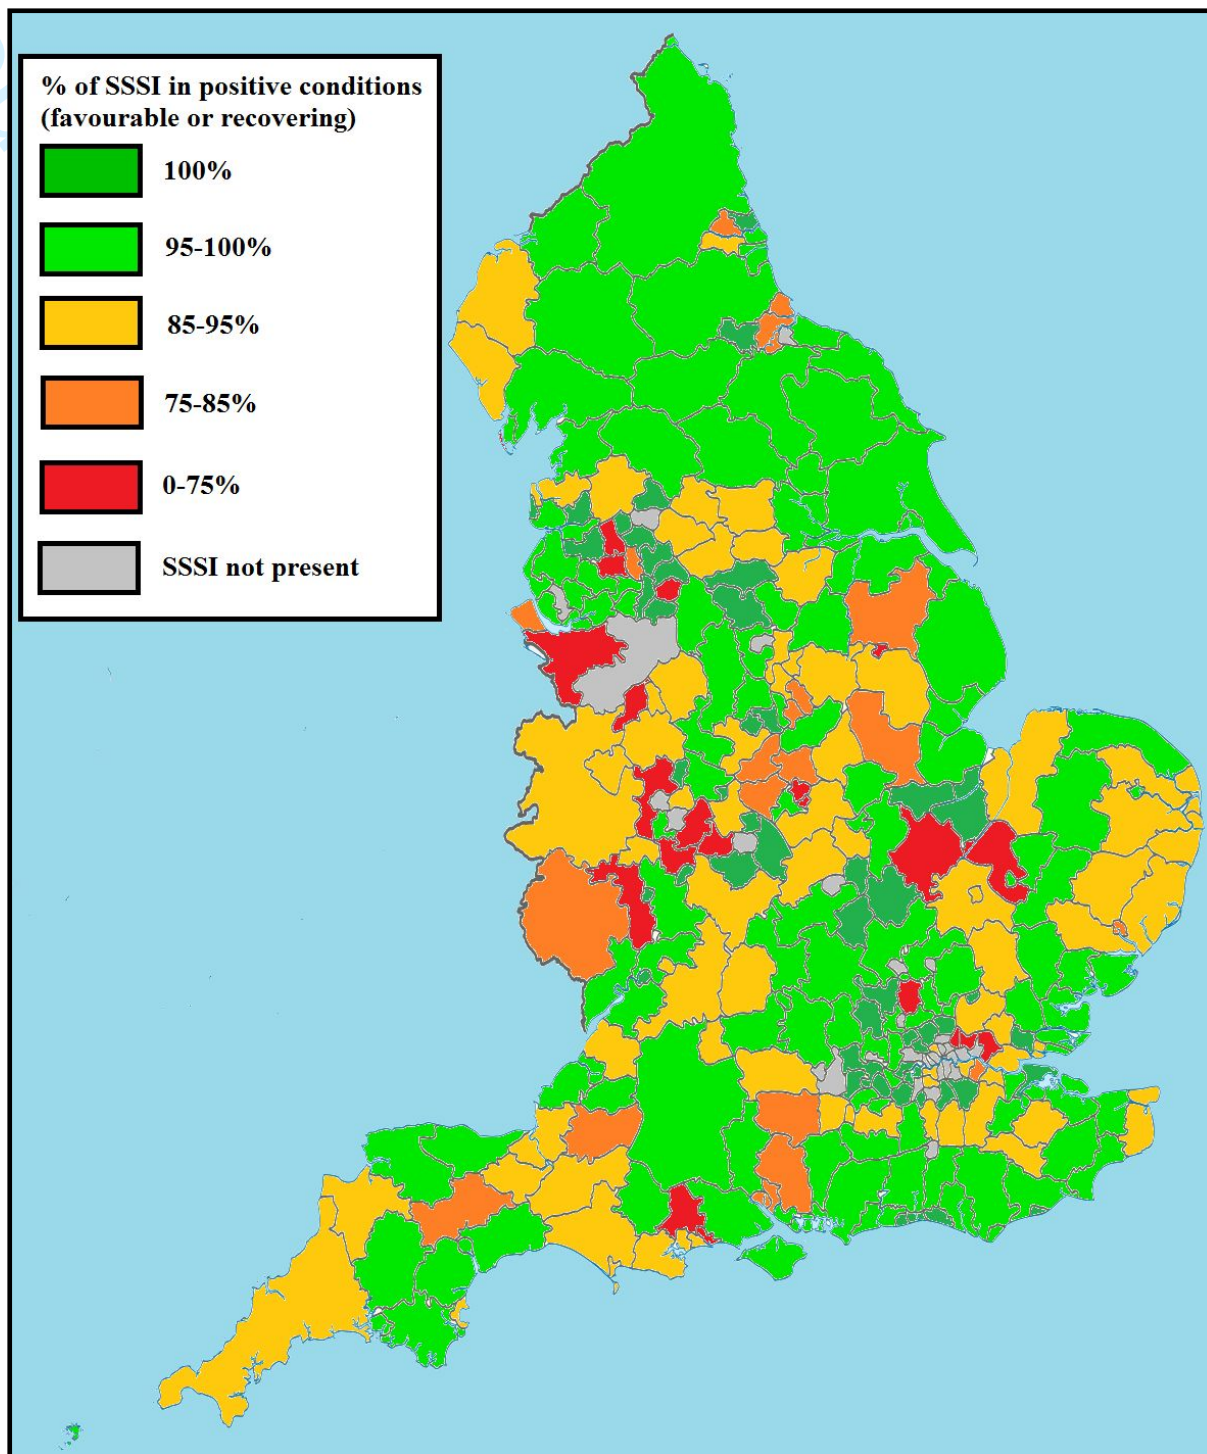 % of SSSI in positive conditions
(favourable or recovering)
100%
95-100%
85-95%
75-85%
0-75%
SSSI not present